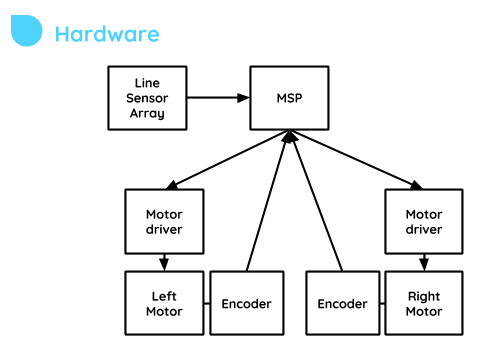 Hardware
Line
Sensor
Array
MSP
Motor
driver
Motor
driver
Left
Motor
Encoder
Encoder
Right
Motor